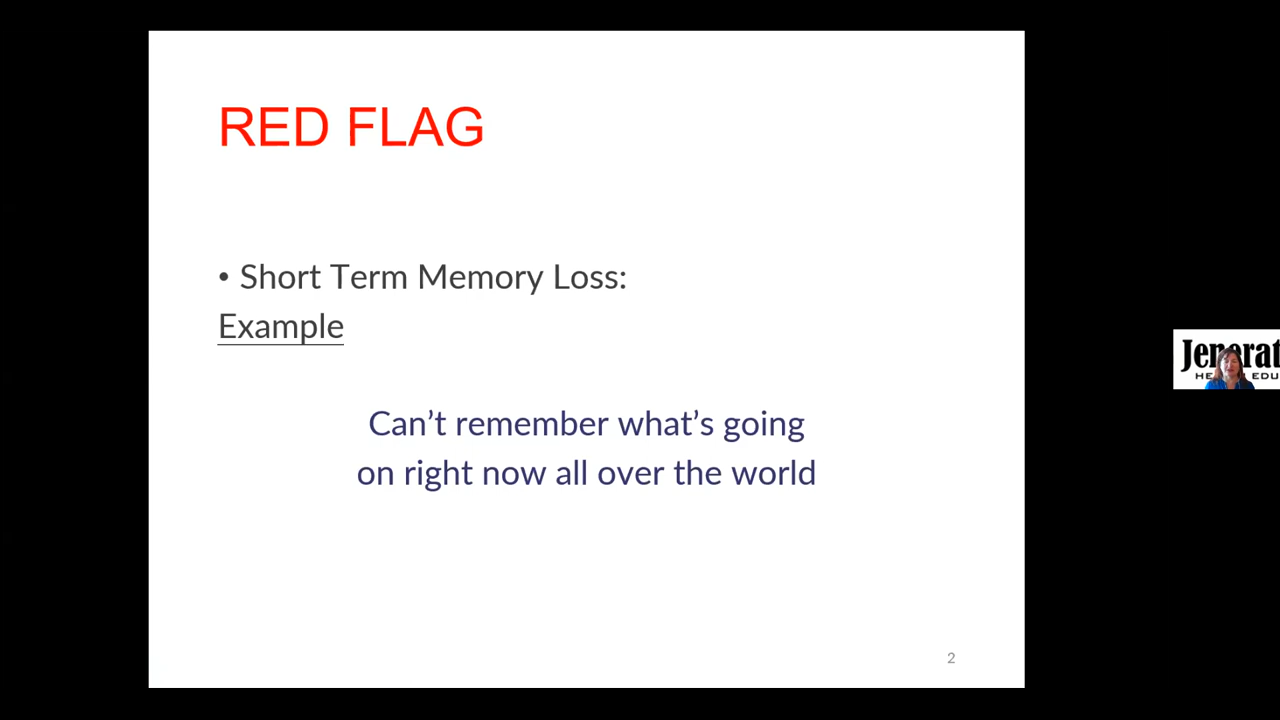 RED FLAG
• Short Term Memory Loss:
Example
Can’t remember what’s going
on right now all over the world
2